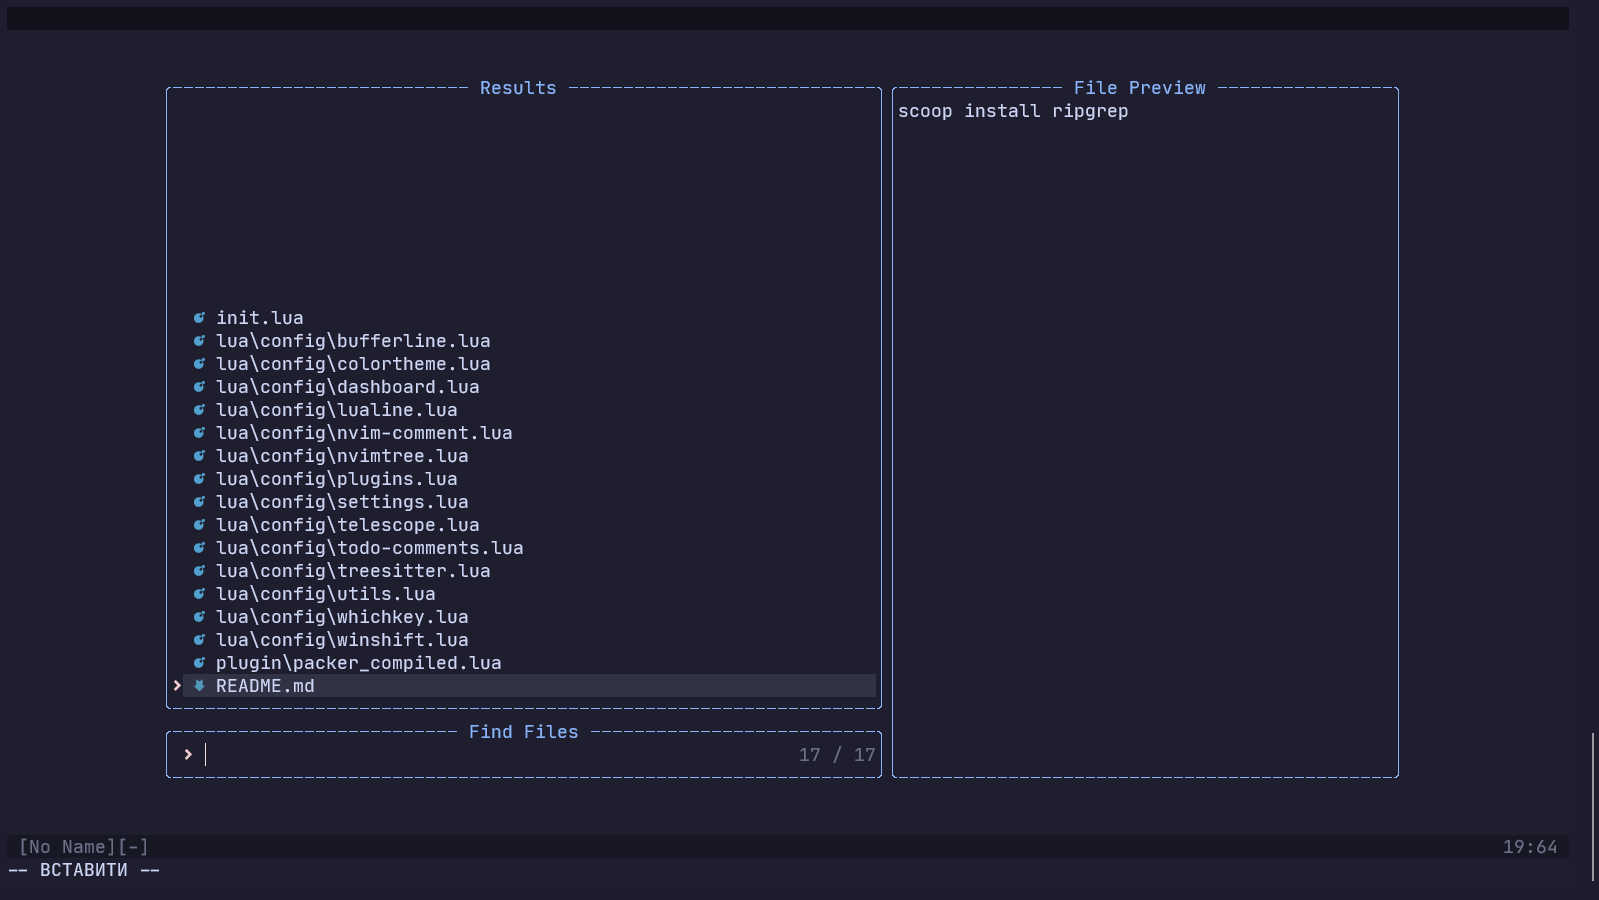 Results
init.lua
lua\config\bufferline.lua
lua\config\colortheme.lua
lua\config\dashboard.lua
lua\config\lualine.lua
lua\config\nvim-comment.lua
lua\config\nvimtree.lua
lua\config\plugins.lua
lua\config\settings.lua
lua\config\telescope.lua
lua\config\todo-comments.lua
lua\config\treesitter.lua
lua\config\utils.lua
lua\config\whichkey.lua
lua\config\winshift.lua
plugin\packer_compiled.lua
> README.md
Find Files
> 17 / 17
File Preview
scoop install ripgrep
[No Name][-] 19:64
-- ВСТАВИТИ --